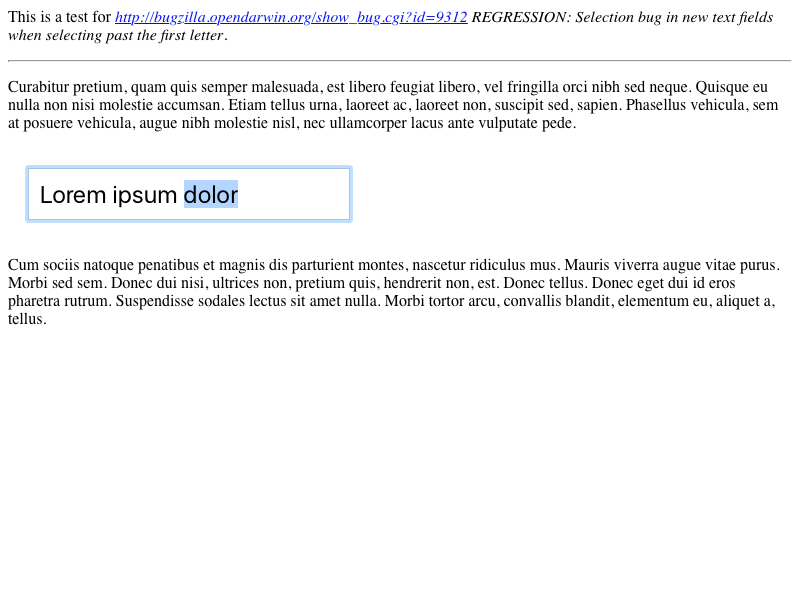 This is a test for http://bugzilla.opendarwin.org/show_bug.cgi?id=9312 REGRESSION: Selection bug in new text fields
when selecting past the first letter.
Curabitur pretium, quam quis semper malesuada, est libero feugiat libero, vel fringilla orci nibh sed neque. Quisque eu
nulla non nisi molestie accumsan. Etiam tellus urna, laoreet ac, laoreet non, suscipit sed, sapien. Phasellus vehicula, sem
at posuere vehicula, augue nibh molestie nisl, nec ullamcorper lacus ante vulputate pede.
Lorem ipsum dolor
Cum sociis natoque penatibus et magnis dis parturient montes, nascetur ridiculus mus. Mauris viverra augue vitae purus.
Morbi sed sem. Donec dui nisi, ultrices non, pretium quis, hendrerit non, est. Donec tellus. Donec eget dui id eros
pharetra rutrum. Suspendisse sodales lectus sit amet nulla. Morbi tortor arcu, convallis blandit, elementum eu, aliquet a,
tellus.